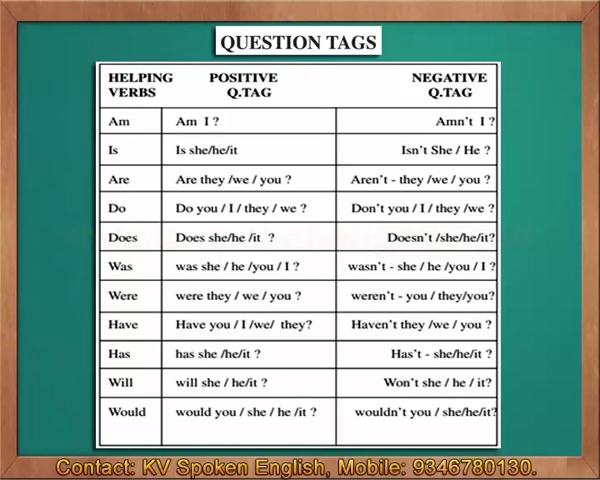 QUESTION TAGS
HELPING VERBS POSITIVE Q.TAG NEGATIVE Q.TAG
Am Am I ? Amn't I ?
Is Is she/he/it Isn't She / He ?
Are Are they /we / you ? Aren't - they /we / you ?
Do Do you / I / they / we ? Don't you / I / they /we ?
Does Does she/he /it ? Doesn't /she/he/it?
Was was she / he /you / I ? wasn't - she / he /you / I ?
Were were they / we / you ? weren't - you / they/you?
Have Have you / I /we/ they? Haven't they /we / you ?
Has has she /he/it ? Has't - she/he/it ?
Will will she / he/it ? Won't she / he / it?
Would would you / she / he /it ? wouldn't you / she/he/it?
Contact: KV Spoken English, Mobile: 9346780130.